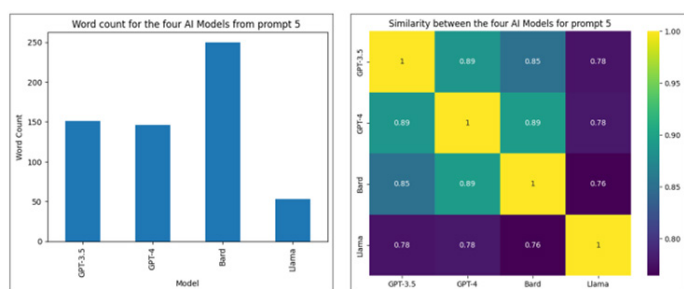 Word count for the four AI Models from prompt 5
250
200
150
100
50
0
Word Count
GPT-3.5
GPT-4
Bard
Llama
Model
Similarity between the four AI Models for prompt 5
GPT-3.5
1
0.89
0.85
0.78
GPT-4
0.89
1
0.89
0.78
Bard
0.85
0.89
1
0.76
Llama
0.78
0.78
0.76
1
GPT-3.5
GPT-4
Bard
Llama
1.00
0.95
0.90
0.85
0.80